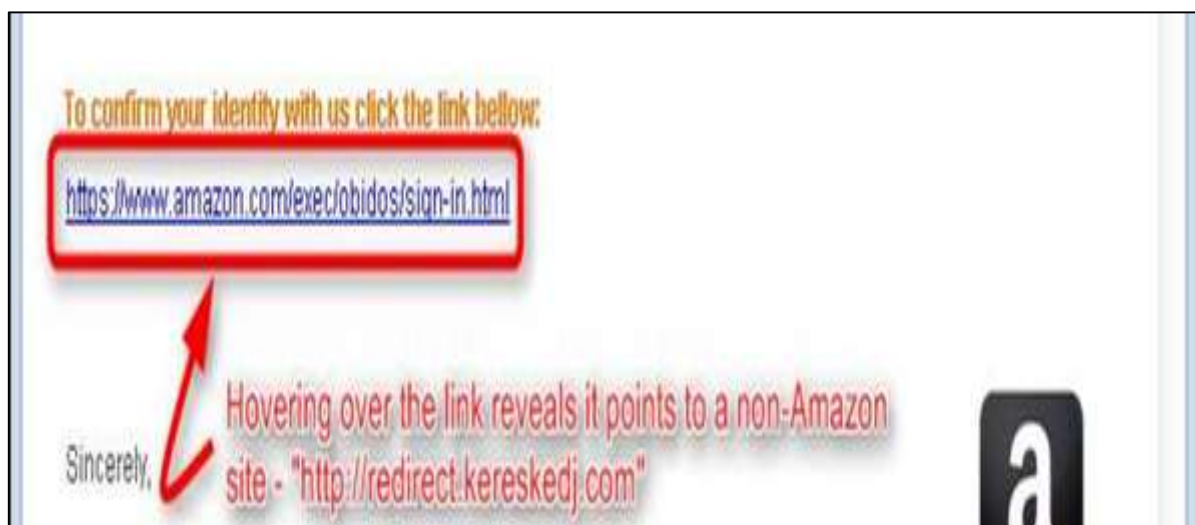 To confirm your identity with us click the link bellow:
https://www.amazon.com/exec/obidos/sign-in.html
Hovering over the link reveals it points to a non-Amazon
site - "http://redirect.kereskedj.com"
Sincerely,
a